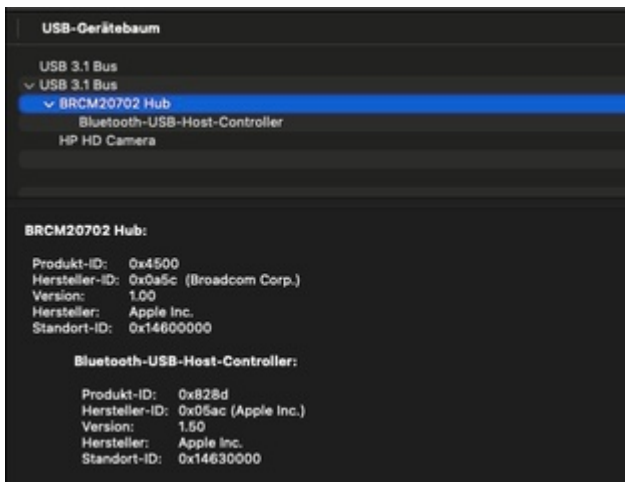 USB-Gerätebaum
USB 3.1 Bus
USB 3.1 Bus
BRCM20702 Hub
Bluetooth-USB-Host-Controller
HP HD Camera
BRCM20702 Hub:
Produkt-ID: 0x4500
Hersteller-ID: 0x0a5c (Broadcom Corp.)
Version: 1.00
Hersteller: Apple Inc.
Standort-ID: 0x14600000
Bluetooth-USB-Host-Controller:
Produkt-ID: 0x828d
Hersteller-ID: 0x05ac (Apple Inc.)
Version: 1.50
Hersteller: Apple Inc.
Standort-ID: 0x14630000